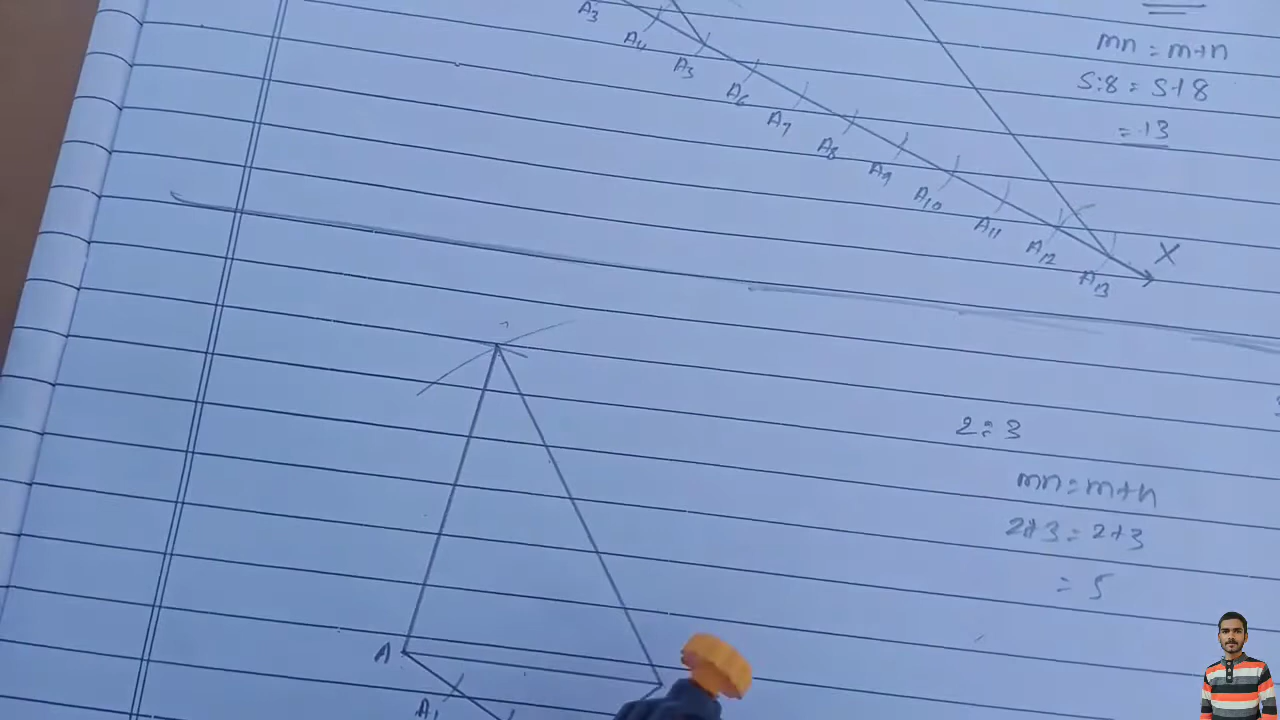 A3
A4
A5
A6
A7
A8
A9
A10
A11
A12
A13
X
mn = m+n
5:8 = 5+8
= 13
2:3
mn = m+n
2+3 = 2+3
= 5
A
A1